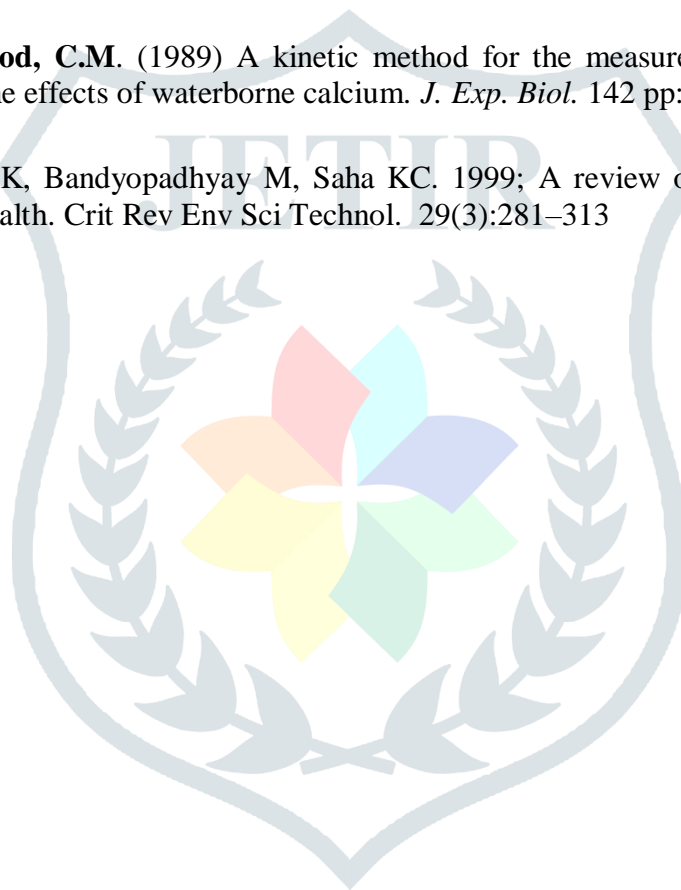 od, C.M. (1989) A kinetic method for the measure
e effects of waterborne calcium. J. Exp. Biol. 142 pp:
JETIR
K, Bandyopadhyay M, Saha KC. 1999; A review o
alth. Crit Rev Env Sci Technol. 29(3):281–313